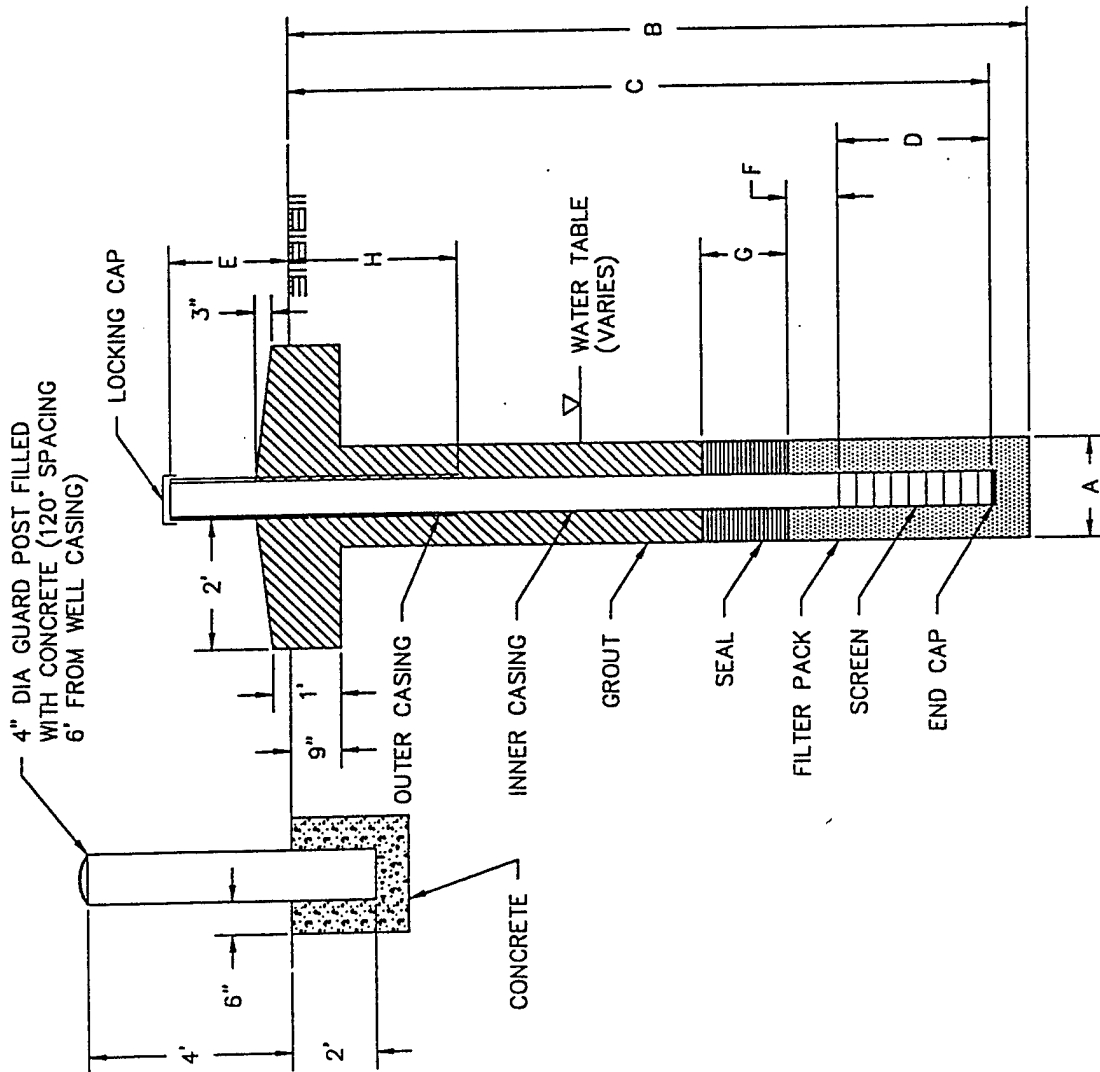 4" DIA GUARD POST FILLED
WITH CONCRETE (120° SPACING
6' FROM WELL CASING)
LOCKING CAP
3"
E
H
2'
1'
9"
4'
6"
2'
OUTER CASING
INNER CASING
CONCRETE
WATER TABLE
(VARIES)
GROUT
SEAL
FILTER PACK
SCREEN
END CAP
G
F
D
C
B
A